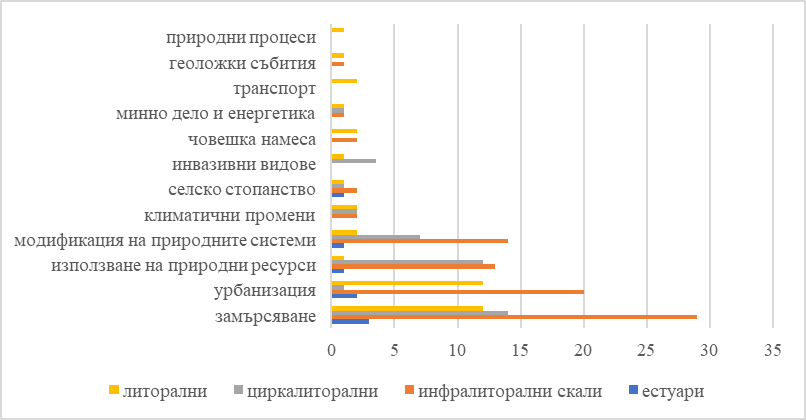 природни процеси
геоложки събития
транспорт
минно дело и енергетика
човешка намеса
инвазивни видове
селско стопанство
климатични промени
модификация на природните системи
използване на природни ресурси
урбанизация
замърсяване
0 5 10 15 20 25 30 35
литорални циркалиторални инфралиторални скали естуари